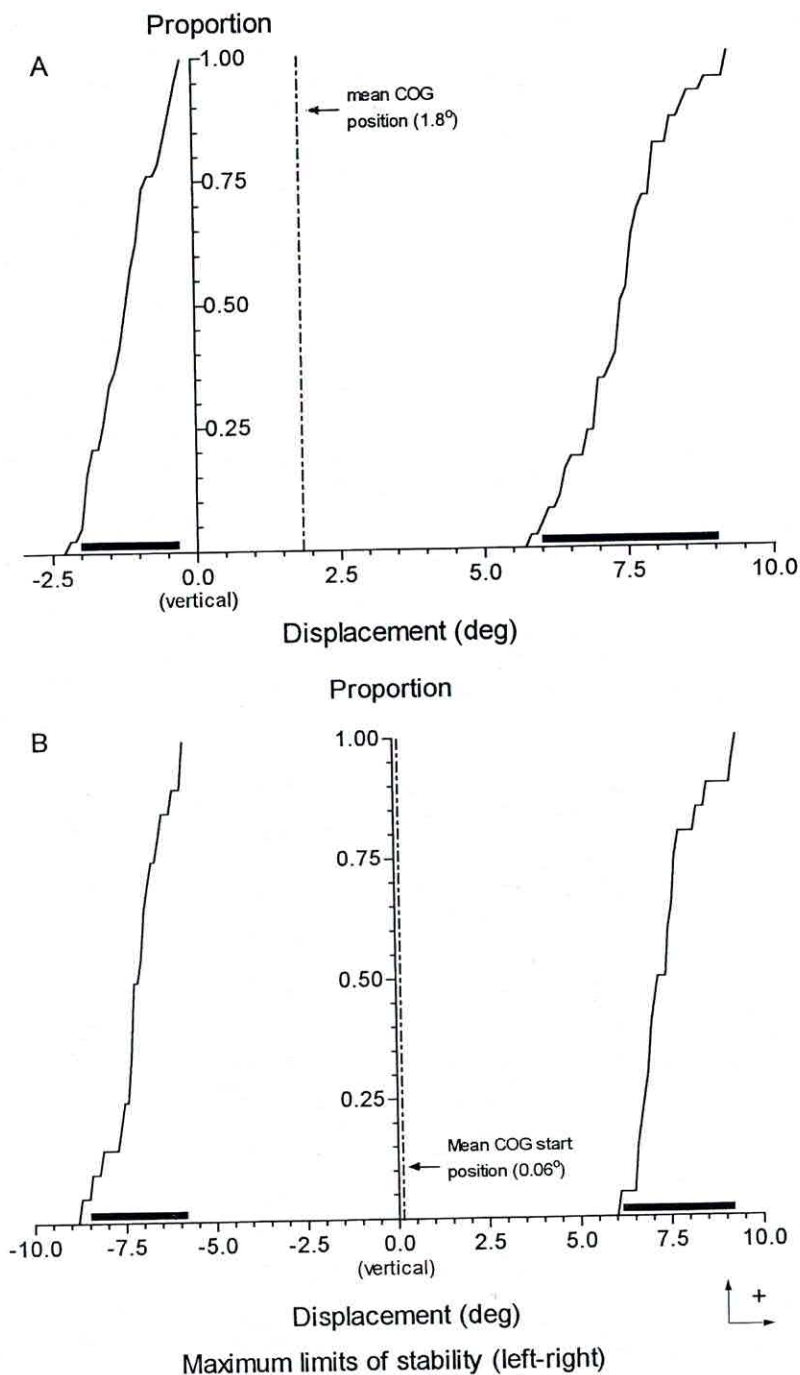 Proportion
A
1.00
mean COG
position (1.8°)
0.75
0.50
0.25
-2.5 0.0 2.5 5.0 7.5 10.0
(vertical)
Displacement (deg)
Proportion
B
1.00
0.75
0.50
0.25
Mean COG start
position (0.06°)
-10.0 -7.5 -5.0 -2.5 0.0 2.5 5.0 7.5 10.0
(vertical)
+
Displacement (deg)
Maximum limits of stability (left-right)